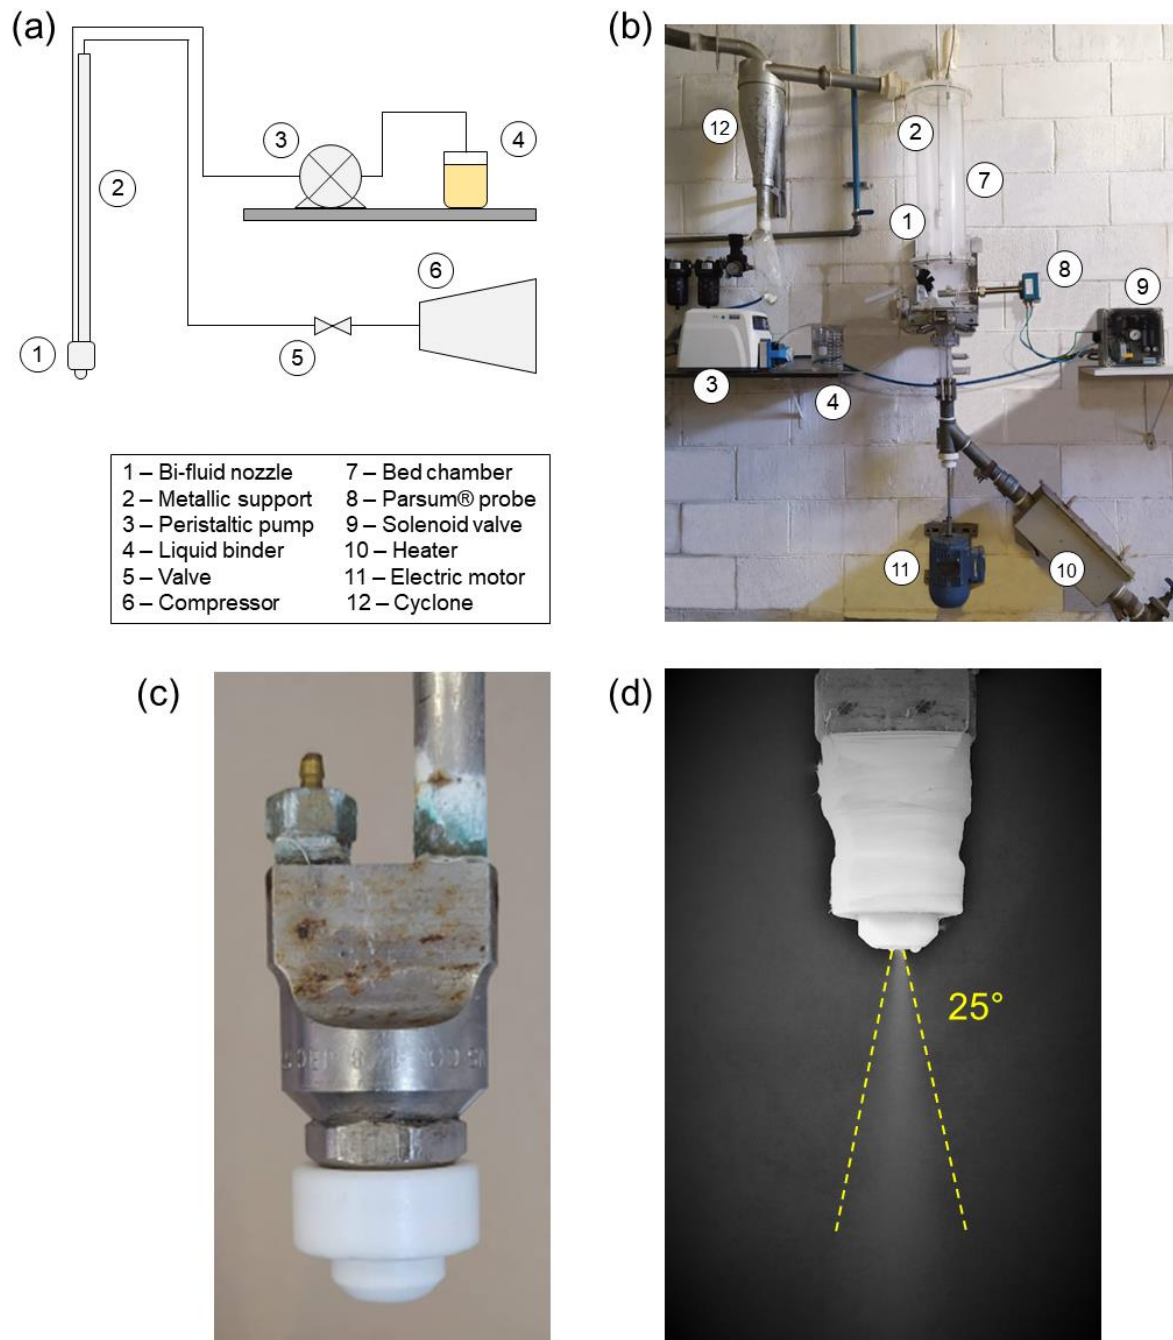 (a)
3
4
2
6
1
5
1 – Bi-fluid nozzle
2 – Metallic support
3 – Peristaltic pump
4 – Liquid binder
5 – Valve
6 – Compressor
7 – Bed chamber
8 – Parsum® probe
9 – Solenoid valve
10 – Heater
11 – Electric motor
12 – Cyclone
(b)
12
2
7
1
8
9
3
4
11
10
(c)
(d)
25°